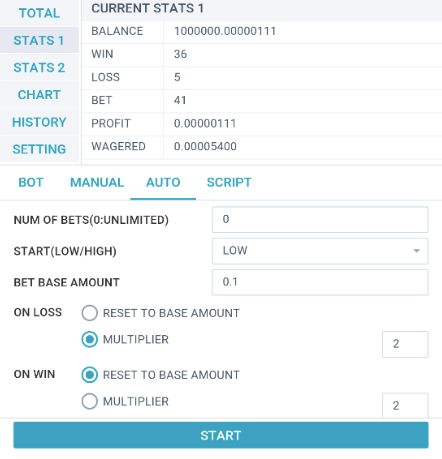 TOTAL
STATS 1
STATS 2
CHART
HISTORY
SETTING
CURRENT STATS 1
BALANCE 1000000.00000111
WIN 36
LOSS 5
BET 41
PROFIT 0.00000111
WAGERED 0.00005400
BOT MANUAL AUTO SCRIPT
NUM OF BETS(0:UNLIMITED) 0
START(LOW/HIGH) LOW
BET BASE AMOUNT 0.1
ON LOSS RESET TO BASE AMOUNT
MULTIPLIER 2
ON WIN RESET TO BASE AMOUNT
MULTIPLIER 2
START